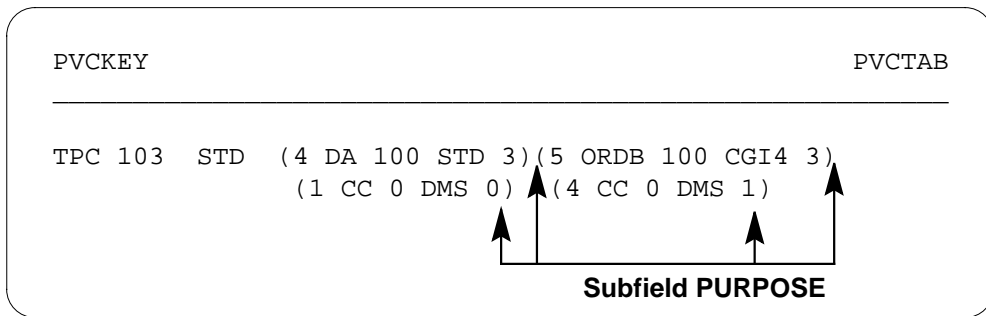 PVCKEY PVCTAB
TPC 103 STD (4 DA 100 STD 3)(5 ORDB 100 CGI4 3)
(1 CC 0 DMS 0) (4 CC 0 DMS 1)
Subfield PURPOSE